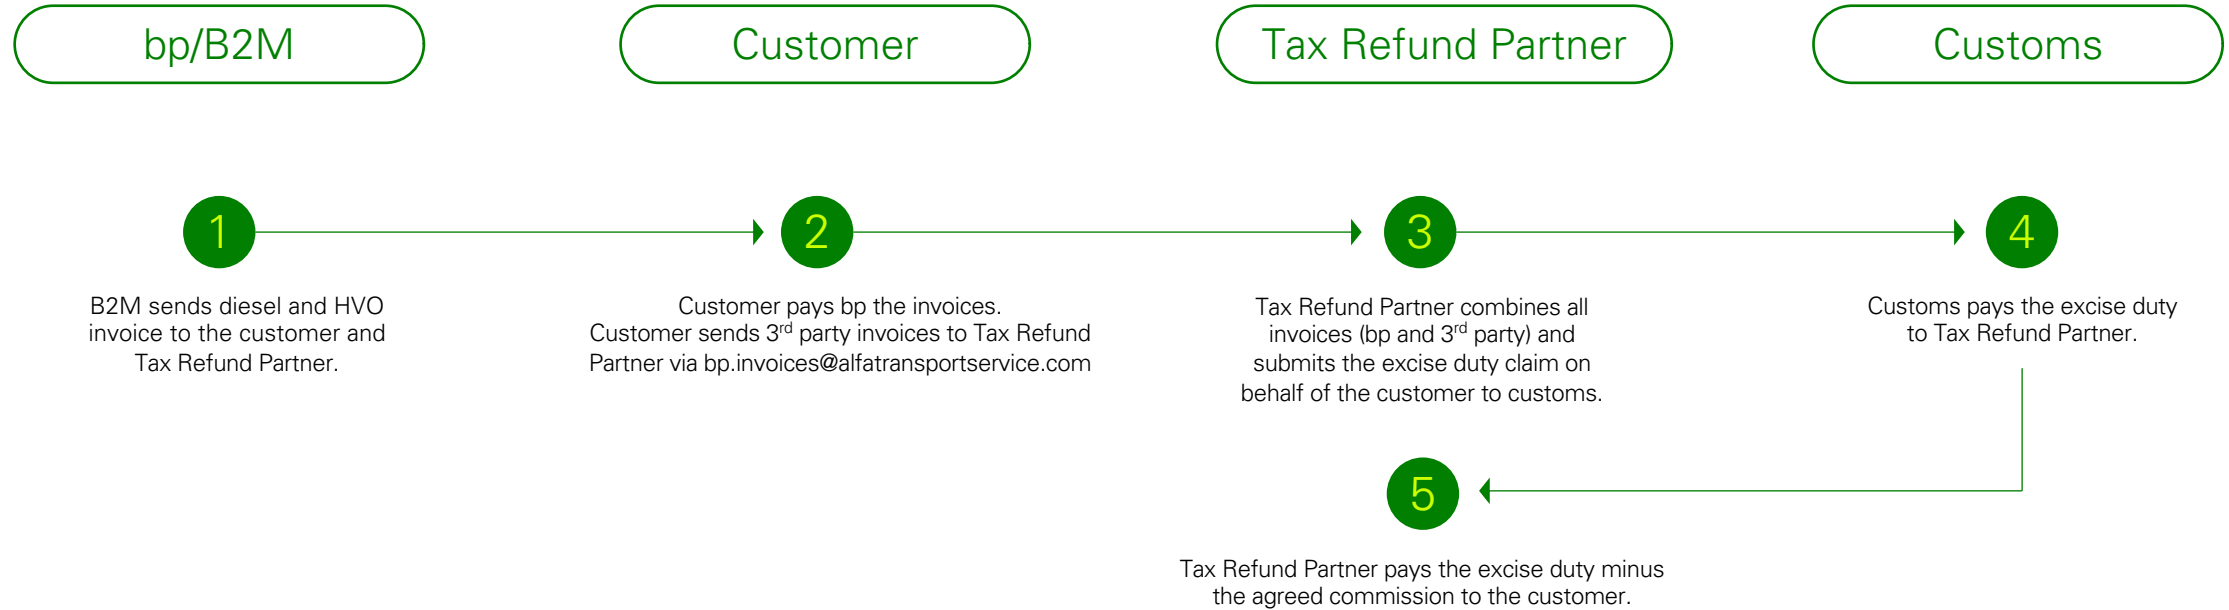 bp/B2M
Customer
Tax Refund Partner
Customs
1
2
3
4
B2M sends diesel and HVO
invoice to the customer and
Tax Refund Partner.
Customer pays bp the invoices.
Customer sends 3rd party invoices to Tax Refund
Partner via bp.invoices@alfatransportservice.com
Tax Refund Partner combines all
invoices (bp and 3rd party) and
submits the excise duty claim on
behalf of the customer to customs.
Customs pays the excise duty
to Tax Refund Partner.
5
Tax Refund Partner pays the excise duty minus
the agreed commission to the customer.